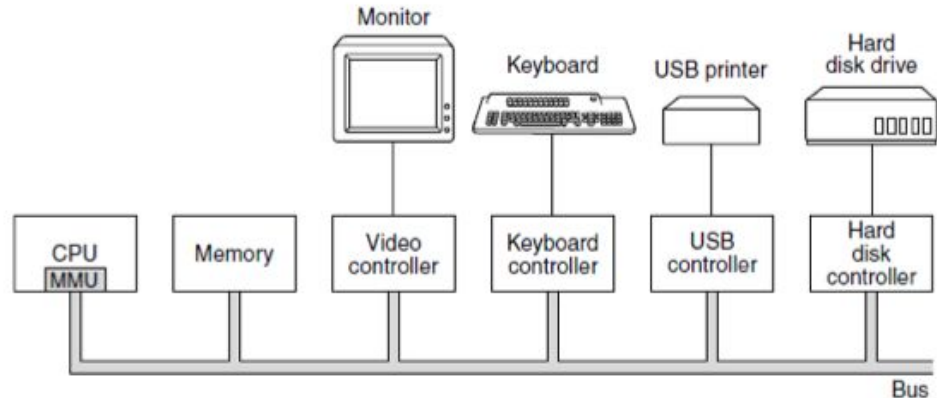 Monitor
Keyboard
USB printer
Hard
disk drive
CPU
MMU
Memory
Video
controller
Keyboard
controller
USB
controller
Hard
disk
controller
Bus